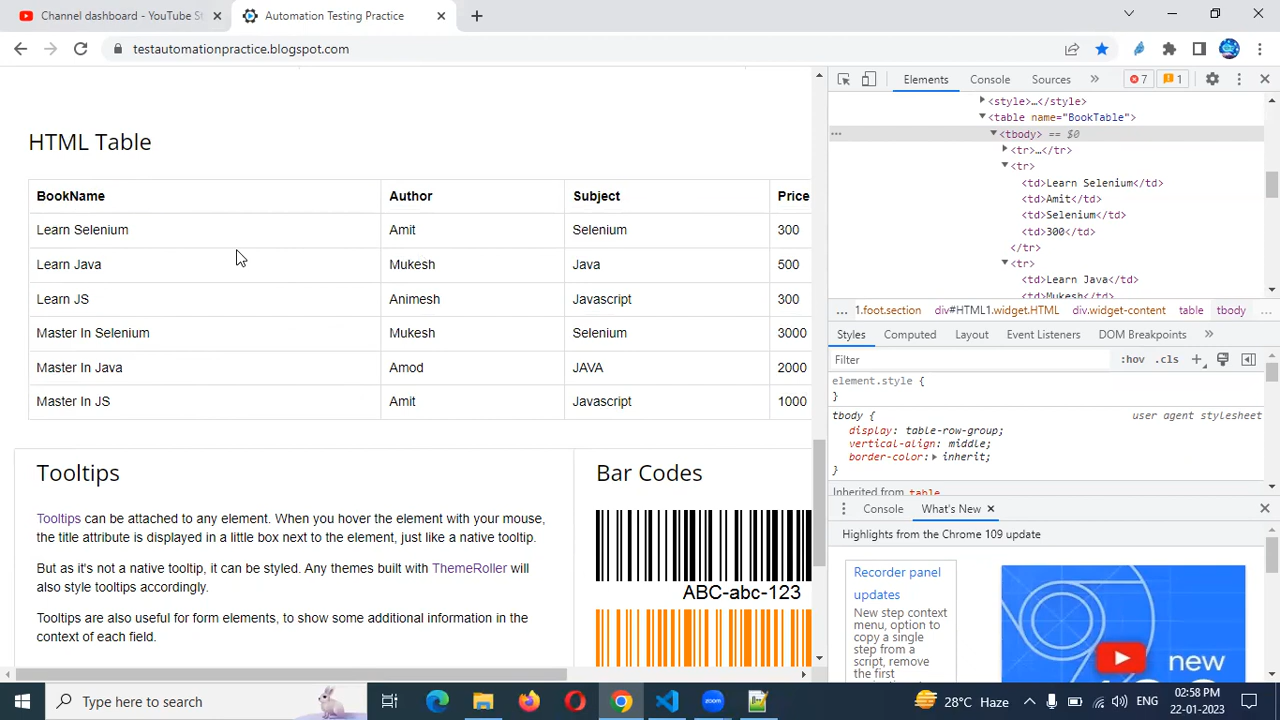 Channel dashboard - YouTube St
Automation Testing Practice
testautomationpractice.blogspot.com
HTML Table
BookName Author Subject Price
Learn Selenium Amit Selenium 300
Learn Java Mukesh Java 500
Learn JS Animesh Javascript 300
Master In Selenium Mukesh Selenium 3000
Master In Java Amod JAVA 2000
Master In JS Amit Javascript 1000
Tooltips
Tooltips can be attached to any element. When you hover the element with your mouse,
the title attribute is displayed in a little box next to the element, just like a native tooltip.
But as it's not a native tooltip, it can be styled. Any themes built with ThemeRoller will
also style tooltips accordingly.
Tooltips are also useful for form elements, to show some additional information in the
context of each field.
Bar Codes
ABC-abc-123
Elements Console Sources » 7 1
<style>…</style>
<table name="BookTable">
… <tbody> == $0
<tr>…</tr>
<tr>
<td>Learn Selenium</td>
<td>Amit</td>
<td>Selenium</td>
<td>300</td>
</tr>
<tr>
<td>Learn Java</td>
<td>Mukesh</td>
… 1.foot.section div#HTML1.widget.HTML div.widget-content table tbody …
Styles Computed Layout Event Listeners DOM Breakpoints »
Filter :hov .cls +
element.style {
}
tbody { user agent stylesheet
display: table-row-group;
vertical-align: middle;
border-color: inherit;
}
Inherited from table
Console What's New
Highlights from the Chrome 109 update
Recorder panel
updates
New step context
menu, option to
copy a single
step from a
script, remove
the first
new
Type here to search
28°C Haze
ENG
02:58 PM
22-01-2023